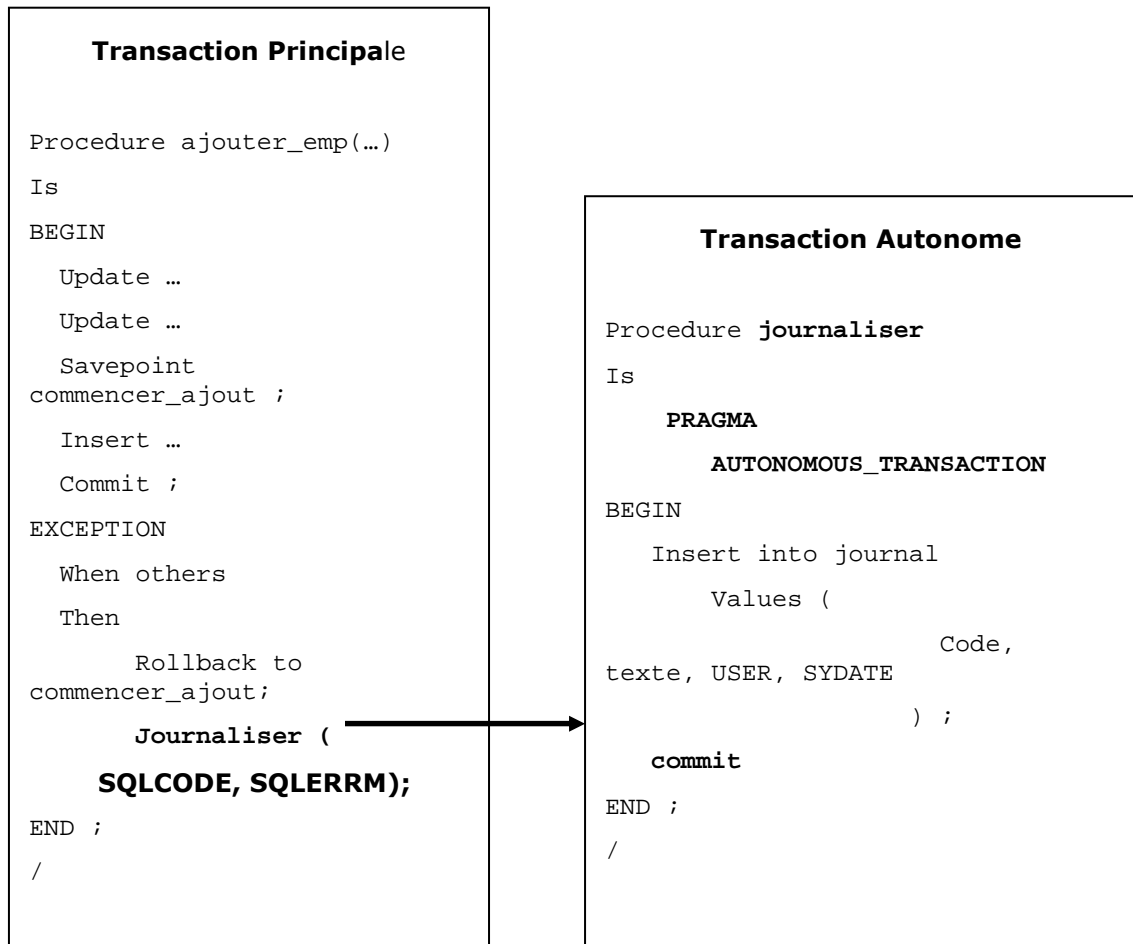 Transaction Principale
Procedure ajouter_emp(…)
Is
BEGIN
Update …
Update …
Savepoint
commencer_ajout ;
Insert …
Commit ;
EXCEPTION
When others
Then
Rollback to
commencer_ajout;
Journaliser (
SQLCODE, SQLERRM);
END ;
/
Transaction Autonome
Procedure journaliser
Is
PRAGMA
AUTONOMOUS_TRANSACTION
BEGIN
Insert into journal
Values (
Code,
texte, USER, SYDATE
) ;
commit
END ;
/